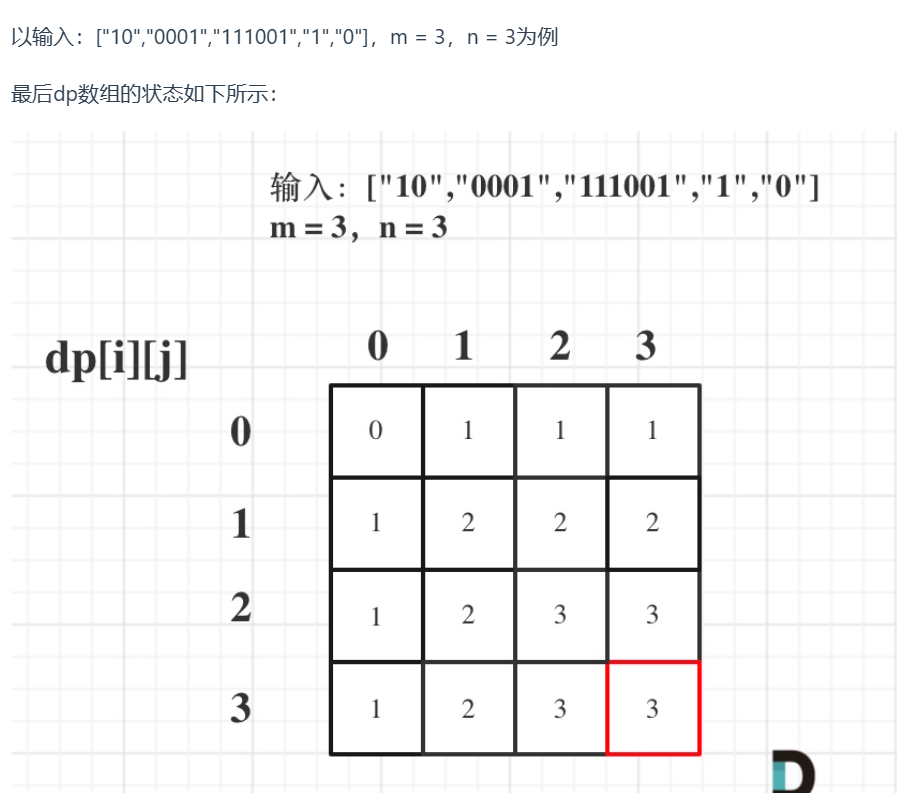 以输入：["10","0001","111001","1","0"]，m = 3，n = 3为例
最后dp数组的状态如下所示：
输入：["10","0001","111001","1","0"]
m = 3，n = 3
dp[i][j] 0 1 2 3
0 0 1 1 1
1 1 2 2 2
2 1 2 3 3
3 1 2 3 3